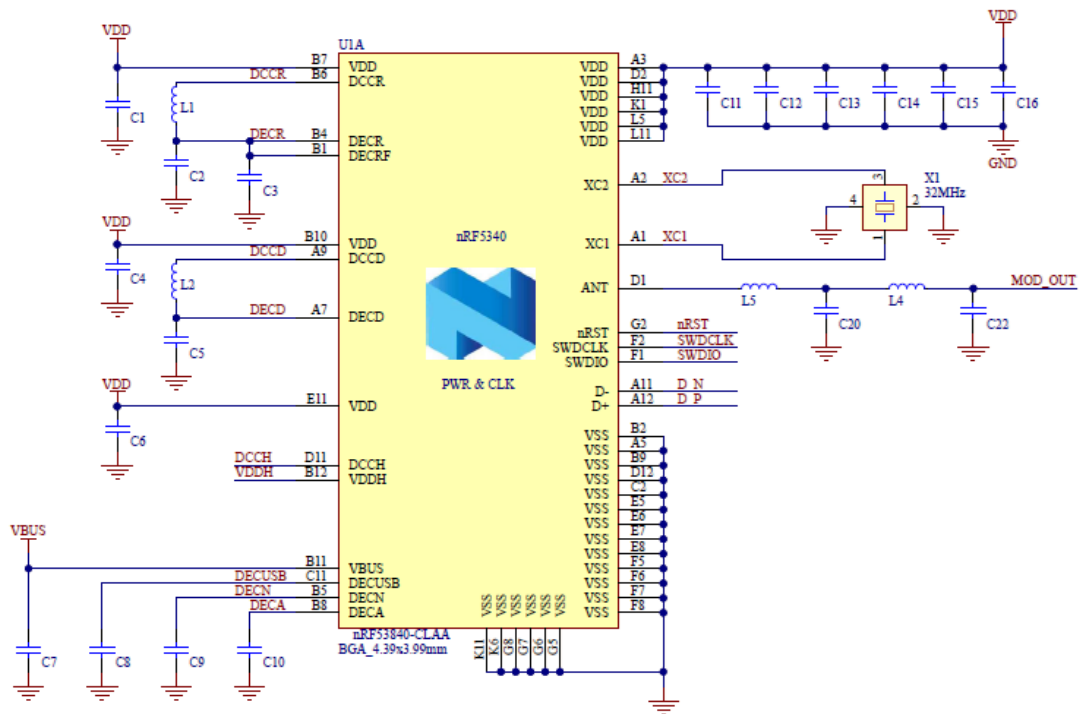 VDD
U1A
VDD
B7
VDD
VDD
A3
DCCR
B6
DCCR
VDD
D2
VDD
H11
VDD
K1
VDD
L5
VDD
L11
L1
C1
C11
C12
C13
C14
C15
C16
GND
DECR
B4
DECR
B1
DECRF
C2
C3
XC2
A2
XC2
3
X1
32MHz
4
2
1
VDD
B10
VDD
nRF5340
XC1
A1
XC1
DCCD
A9
DCCD
C4
L2
ANT
D1
L5
L4
MOD_OUT
C20
C22
DECD
A7
DECD
C5
nRST
G2
nRST
SWDCLK
F2
SWDCLK
SWDIO
F1
SWDIO
PWR & CLK
D-
A11
D_N
D+
A12
D_P
VDD
E11
VDD
C6
DCCH
D11
DCCH
VDDH
B12
VDDH
VSS
B2
VSS
A5
VSS
B9
VSS
D12
VSS
C2
VSS
E5
VSS
E6
VSS
E7
VSS
E8
VSS
F5
VSS
F6
VSS
F7
VSS
F8
VBUS
B11
VBUS
DECUSB
C11
DECUSB
DECN
B5
DECN
DECA
B8
DECA
C7
C8
C9
C10
VSS
VSS
VSS
VSS
VSS
VSS
K11
K6
G8
G7
G6
G5
nRF53840-CLAA
BGA_4.39x3.99mm